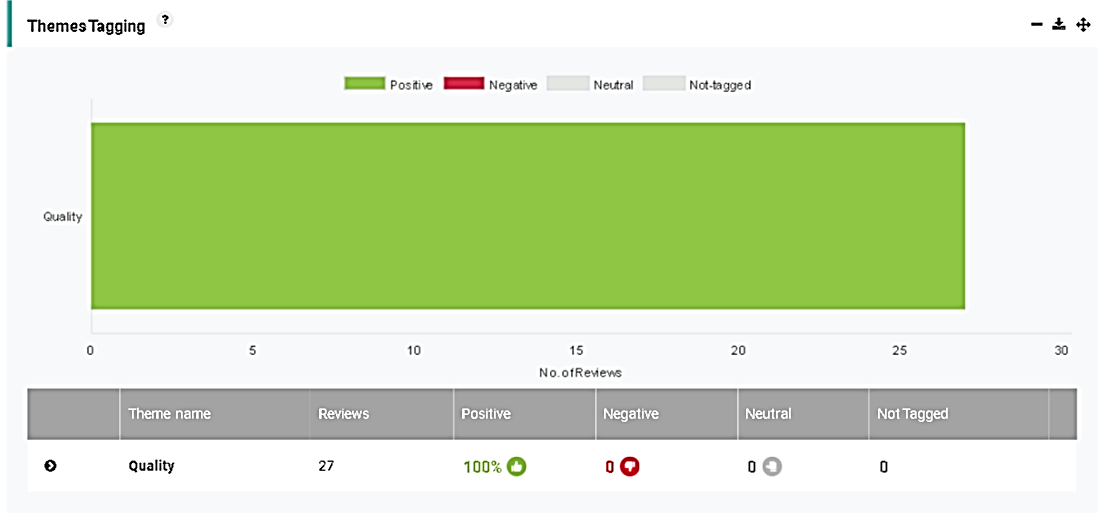 Themes Tagging ?
Positive Negative Neutral Not-tagged
Quality
0 5 10 15 20 25 30
No. of Reviews
Theme name Reviews Positive Negative Neutral Not Tagged
Quality 27 100% 0 0 0